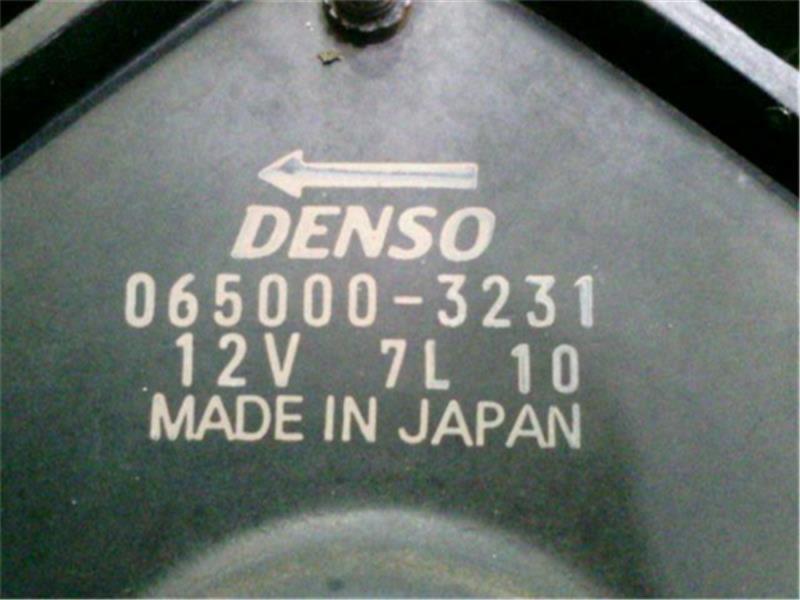 DENSO
065000-3231
12V 7L 10
MADE IN JAPAN